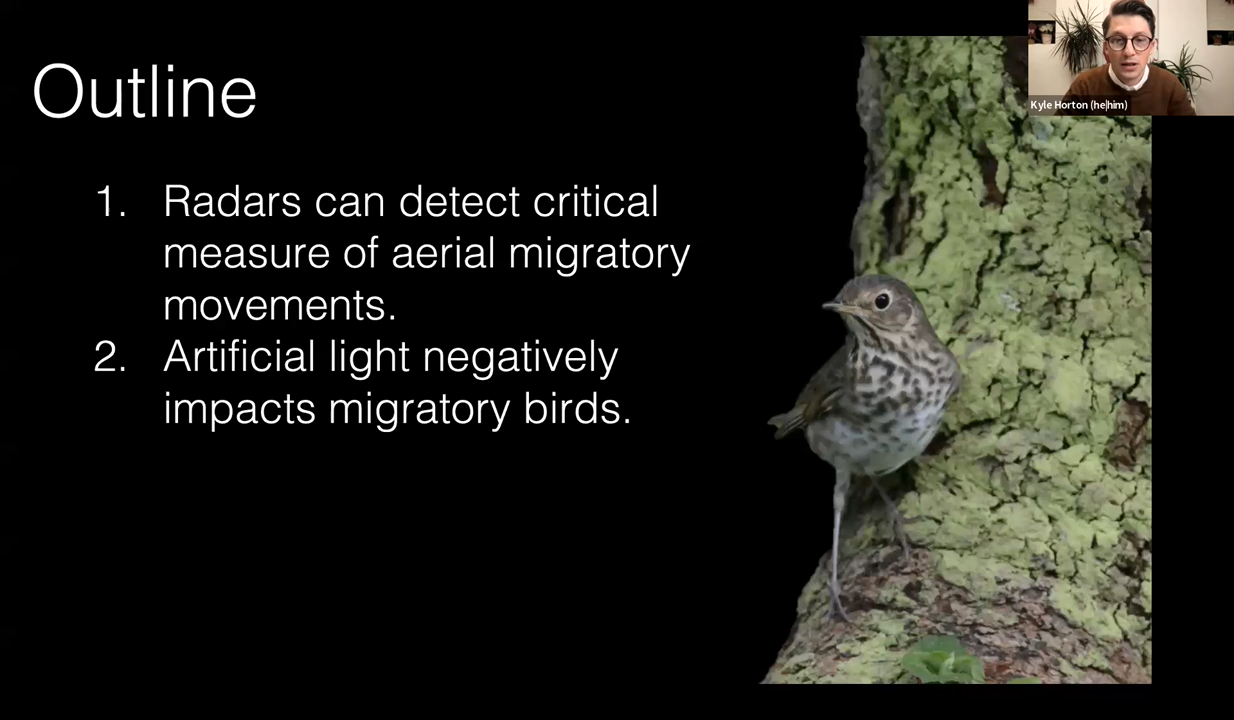 Outline
1. Radars can detect critical
measure of aerial migratory
movements.
2. Artificial light negatively
impacts migratory birds.
Kyle Horton (he|him)